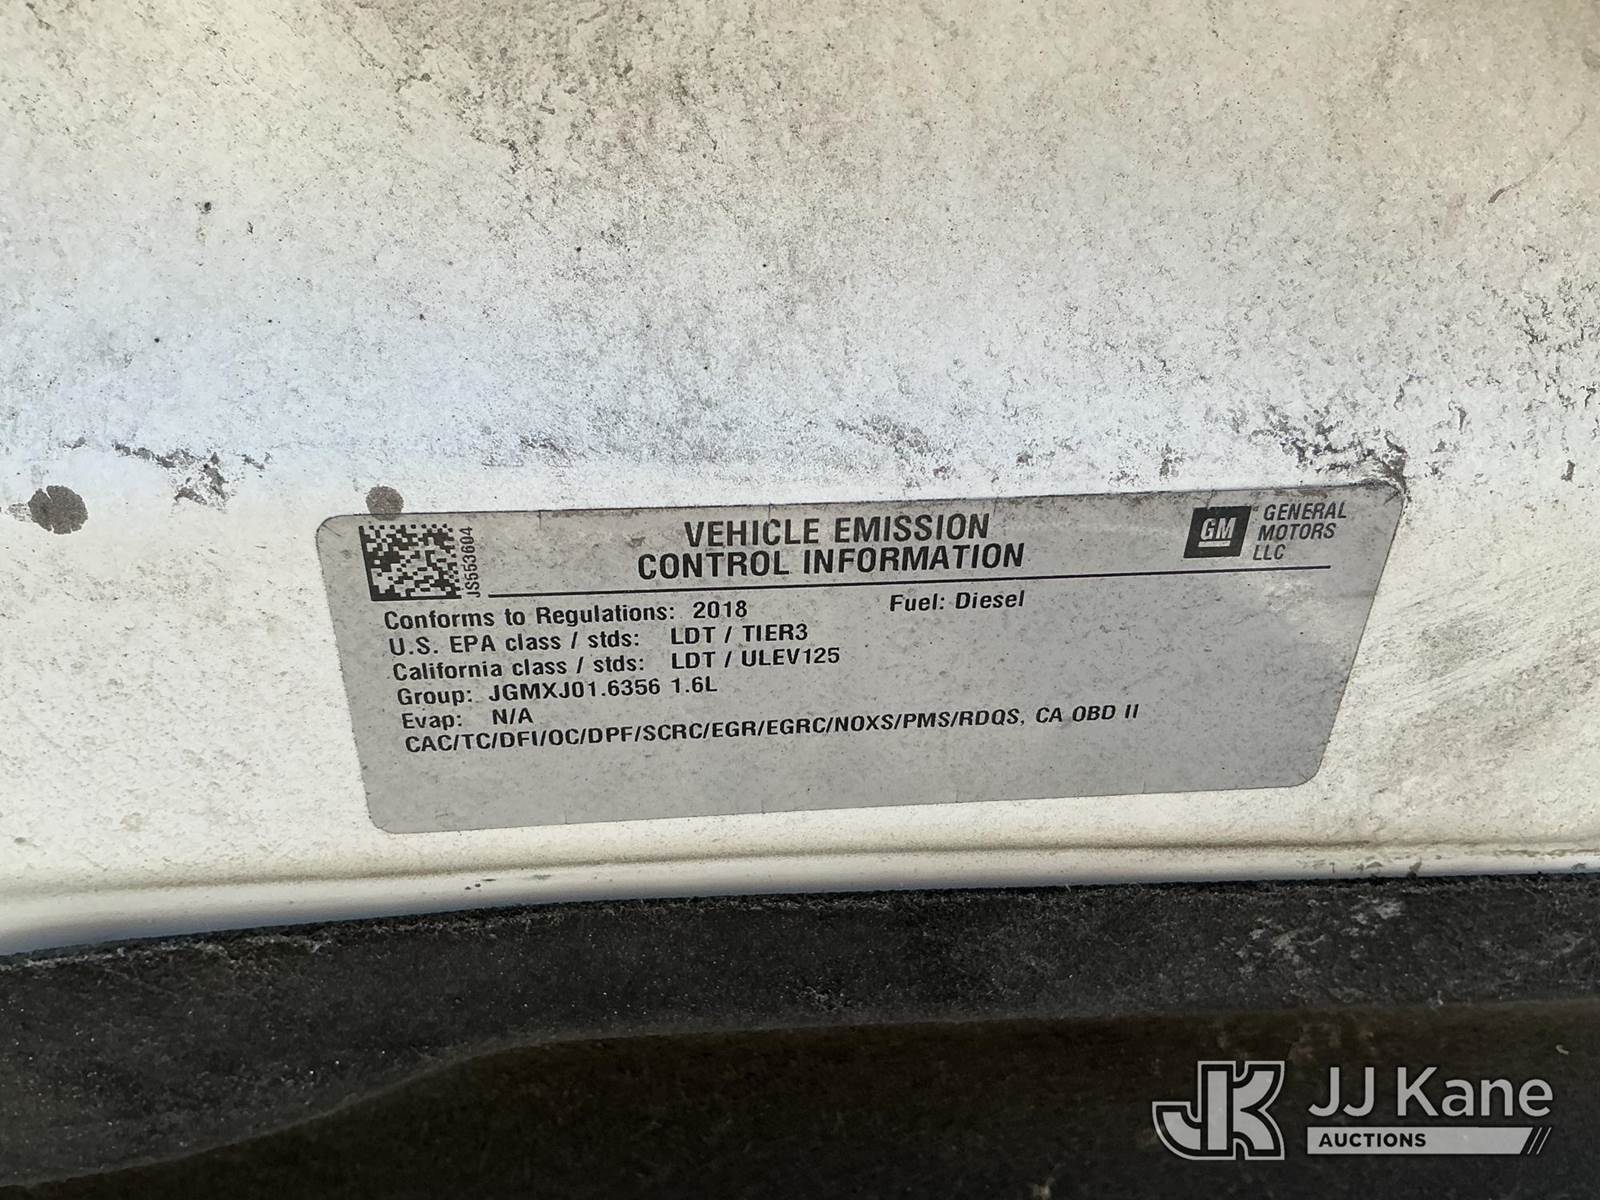 JS553604
VEHICLE EMISSION
CONTROL INFORMATION
GM
GENERAL
MOTORS
LLC
Conforms to Regulations: 2018
Fuel: Diesel
U.S. EPA class / stds: LDT / TIER3
California class / stds: LDT / ULEV125
Group: JGMXJ01.6356 1.6L
Evap: N/A
CAC/TC/DFI/OC/DPF/SCRC/EGR/EGRC/NOXS/PMS/RDQS, CA OBD II
JK
JJ Kane
AUCTIONS